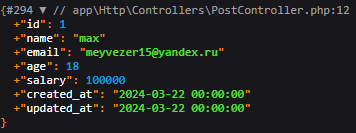 {#294 ▼ // app\Http\Controllers\PostController.php:12
+"id": 1
+"name": "max"
+"email": "meyvezer15@yandex.ru"
+"age": 18
+"salary": 100000
+"created_at": "2024-03-22 00:00:00"
+"updated_at": "2024-03-22 00:00:00"
}